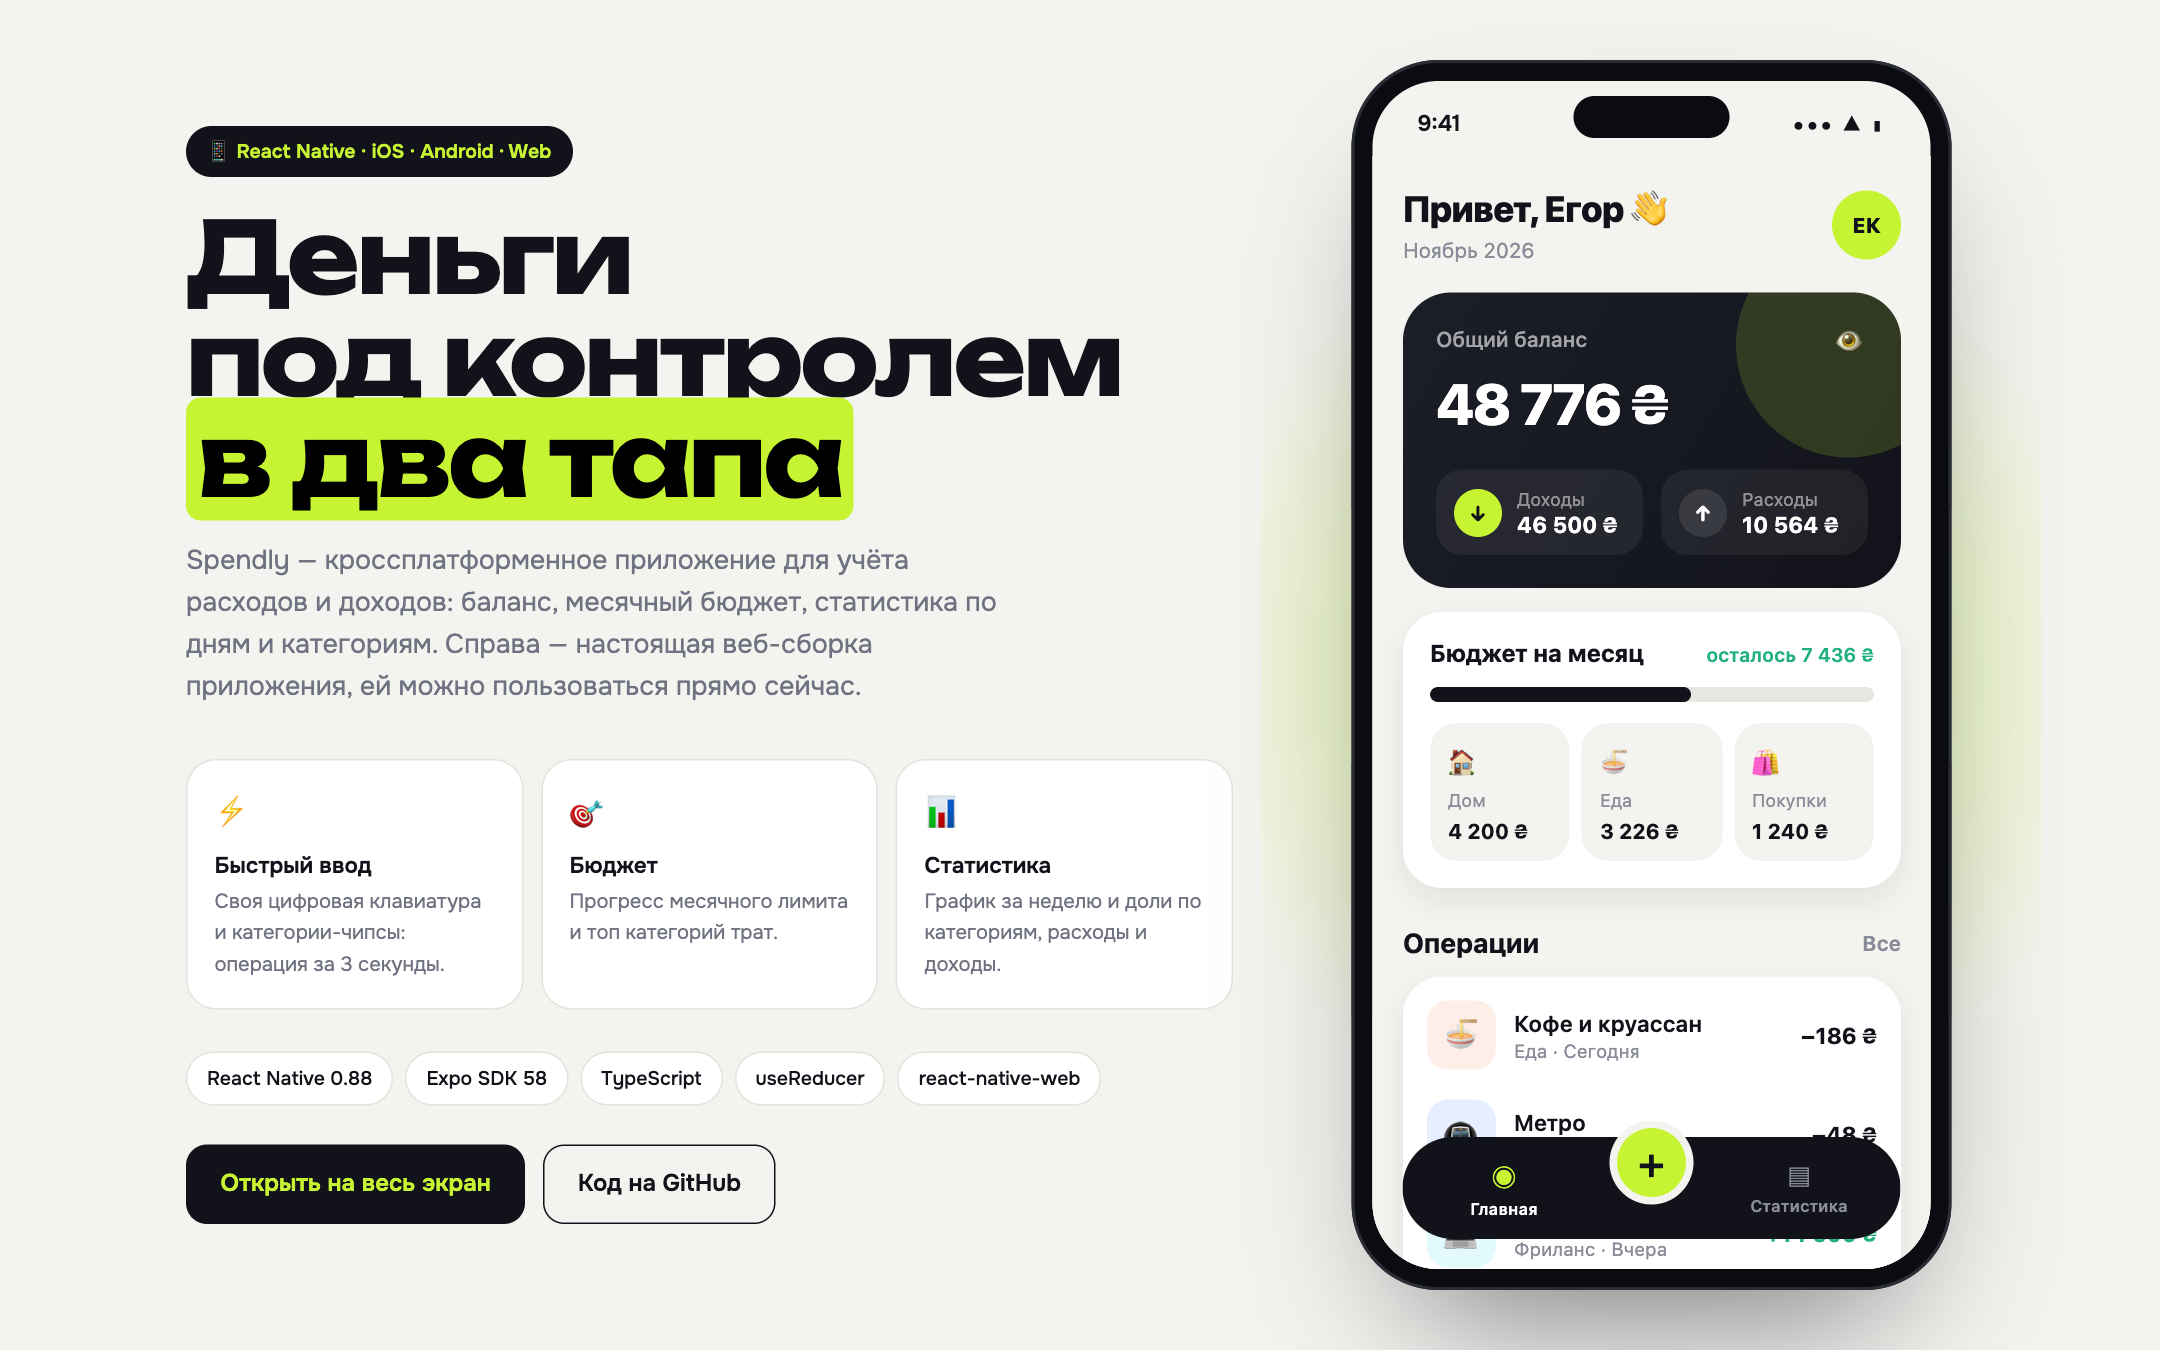 React Native · iOS · Android · Web
Деньги
под контролем
в два тапа
Spendly — кроссплатформенное приложение для учёта
расходов и доходов: баланс, месячный бюджет, статистика по
дням и категориям. Справа — настоящая веб-сборка
приложения, ей можно пользоваться прямо сейчас.
Быстрый ввод
Своя цифровая клавиатура
и категории-чипсы:
операция за 3 секунды.
Бюджет
Прогресс месячного лимита
и топ категорий трат.
Статистика
График за неделю и доли по
категориям, расходы и
доходы.
React Native 0.88
Expo SDK 58
TypeScript
useReducer
react-native-web
Открыть на весь экран
Код на GitHub
9:41
Привет, Егор
Ноябрь 2026
ЕК
Общий баланс
48 776 ₴
Доходы
46 500 ₴
Расходы
10 564 ₴
Бюджет на месяц
осталось 7 436 ₴
Дом
4 200 ₴
Еда
3 226 ₴
Покупки
1 240 ₴
Операции
Все
Кофе и круассан
Еда · Сегодня
−186 ₴
Метро
−48 ₴
+
Главная
Статистика
Фриланс · Вчера